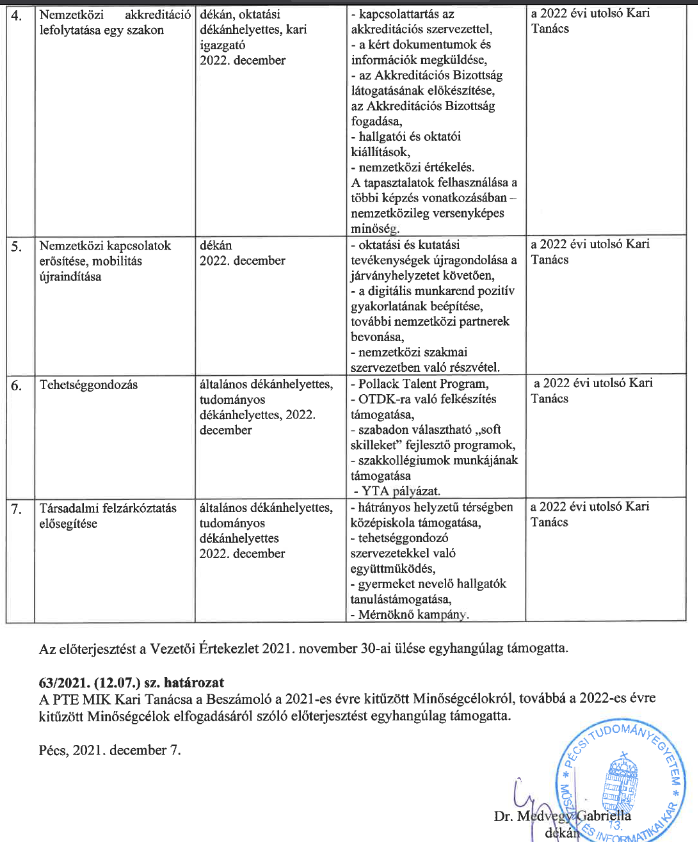 4. Nemzetközi akkreditáció
lefolytatása egy szakon
dékán, oktatási
dékánhelyettes, kari
igazgató
2022. december
- kapcsolattartás az
akkreditációs szervezettel,
- a kért dokumentumok és
információk megküldése,
- az Akkreditációs Bizottság
látogatásának előkészítése,
az Akkreditációs Bizottság
fogadása,
- hallgatói és oktatói
kiállítások,
- nemzetközi értékelés.
A tapasztalatok felhasználása a
többi képzés vonatkozásában –
nemzetközileg versenyképes
minőség.
a 2022 évi utolsó Kari
Tanács
5. Nemzetközi kapcsolatok
erősítése, mobilitás
újraindítása
dékán
2022. december
- oktatási és kutatási
tevékenységek újragondolása a
járványhelyzetet követően,
- a digitális munkarend pozitív
gyakorlatának beépítése,
további nemzetközi partnerek
bevonása,
- nemzetközi szakmai
szervezetben való részvétel.
a 2022 évi utolsó Kari
Tanács
6. Tehetséggondozás
általános dékánhelyettes,
tudományos
dékánhelyettes, 2022.
december
- Pollack Talent Program,
- OTDK-ra való felkészítés
támogatása,
- szabadon választható „soft
skilleket” fejlesztő programok,
- szakkollégiumok munkájának
támogatása
- YTA pályázat.
a 2022 évi utolsó Kari
Tanács
7. Társadalmi felzárkóztatás
elősegítése
általános dékánhelyettes,
tudományos
dékánhelyettes
2022. december
- hátrányos helyzetű térségben
középiskola támogatása,
- tehetséggondozó
szervezetekkel való
együttműködés,
- gyermeket nevelő hallgatók
tanulástámogatása,
- Mérnöknő kampány.
a 2022 évi utolsó Kari
Tanács
Az előterjesztést a Vezetői Értekezlet 2021. november 30-ai ülése egyhangúlag támogatta.
63/2021. (12.07.) sz. határozat
A PTE MIK Kari Tanácsa a Beszámoló a 2021-es évre kitűzött Minőségcélokról, továbbá a 2022-es évre
kitűzött Minőségcélok elfogadásáról szóló előterjesztést egyhangúlag támogatta.
Pécs, 2021. december 7.
Dr. Medvegy Gabriella
dékán
PÉCSI TUDOMÁNYEGYETEM
MŰSZAKI ÉS INFORMATIKAI KAR
13.